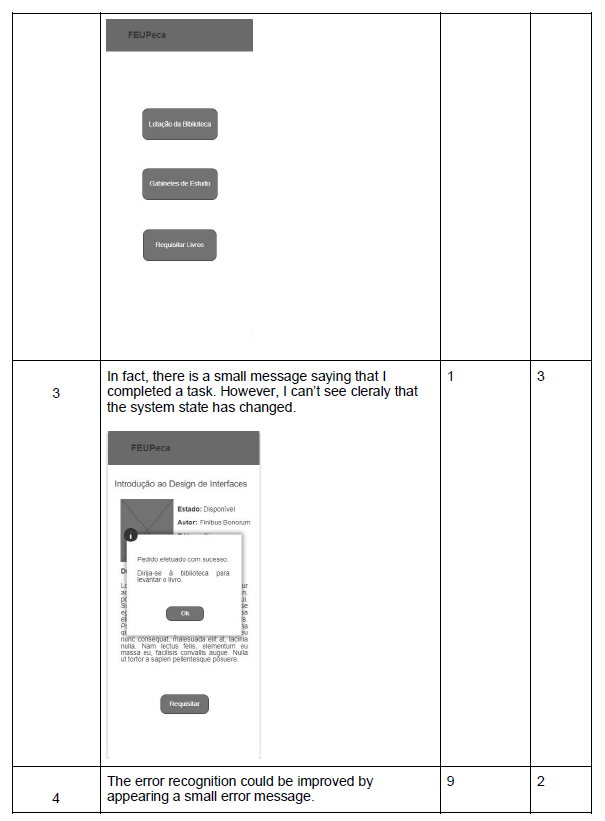 FEUPeca
Lotação da Biblioteca
Gabinetes de Estudo
Requisitar Livros
3
In fact, there is a small message saying that I
completed a task. However, I can't see cleraly that
the system state has changed.
1
3
FEUPeca
Introdução ao Design de Interfaces
Estado: Disponível
Autor: Finibus Bonorum
i
Pedido efetuado com sucesso.
Dirija-se à biblioteca para
levantar o livro.
Ok
nunc consequat, malesuada elit at, lacinia
nulla. Nam lectus felis, elementum eu
massa eu, facilisis convallis augue. Nulla
ut tortor a sapien pellentesque posuere.
Requisitar
4
The error recognition could be improved by
appearing a small error message.
9
2